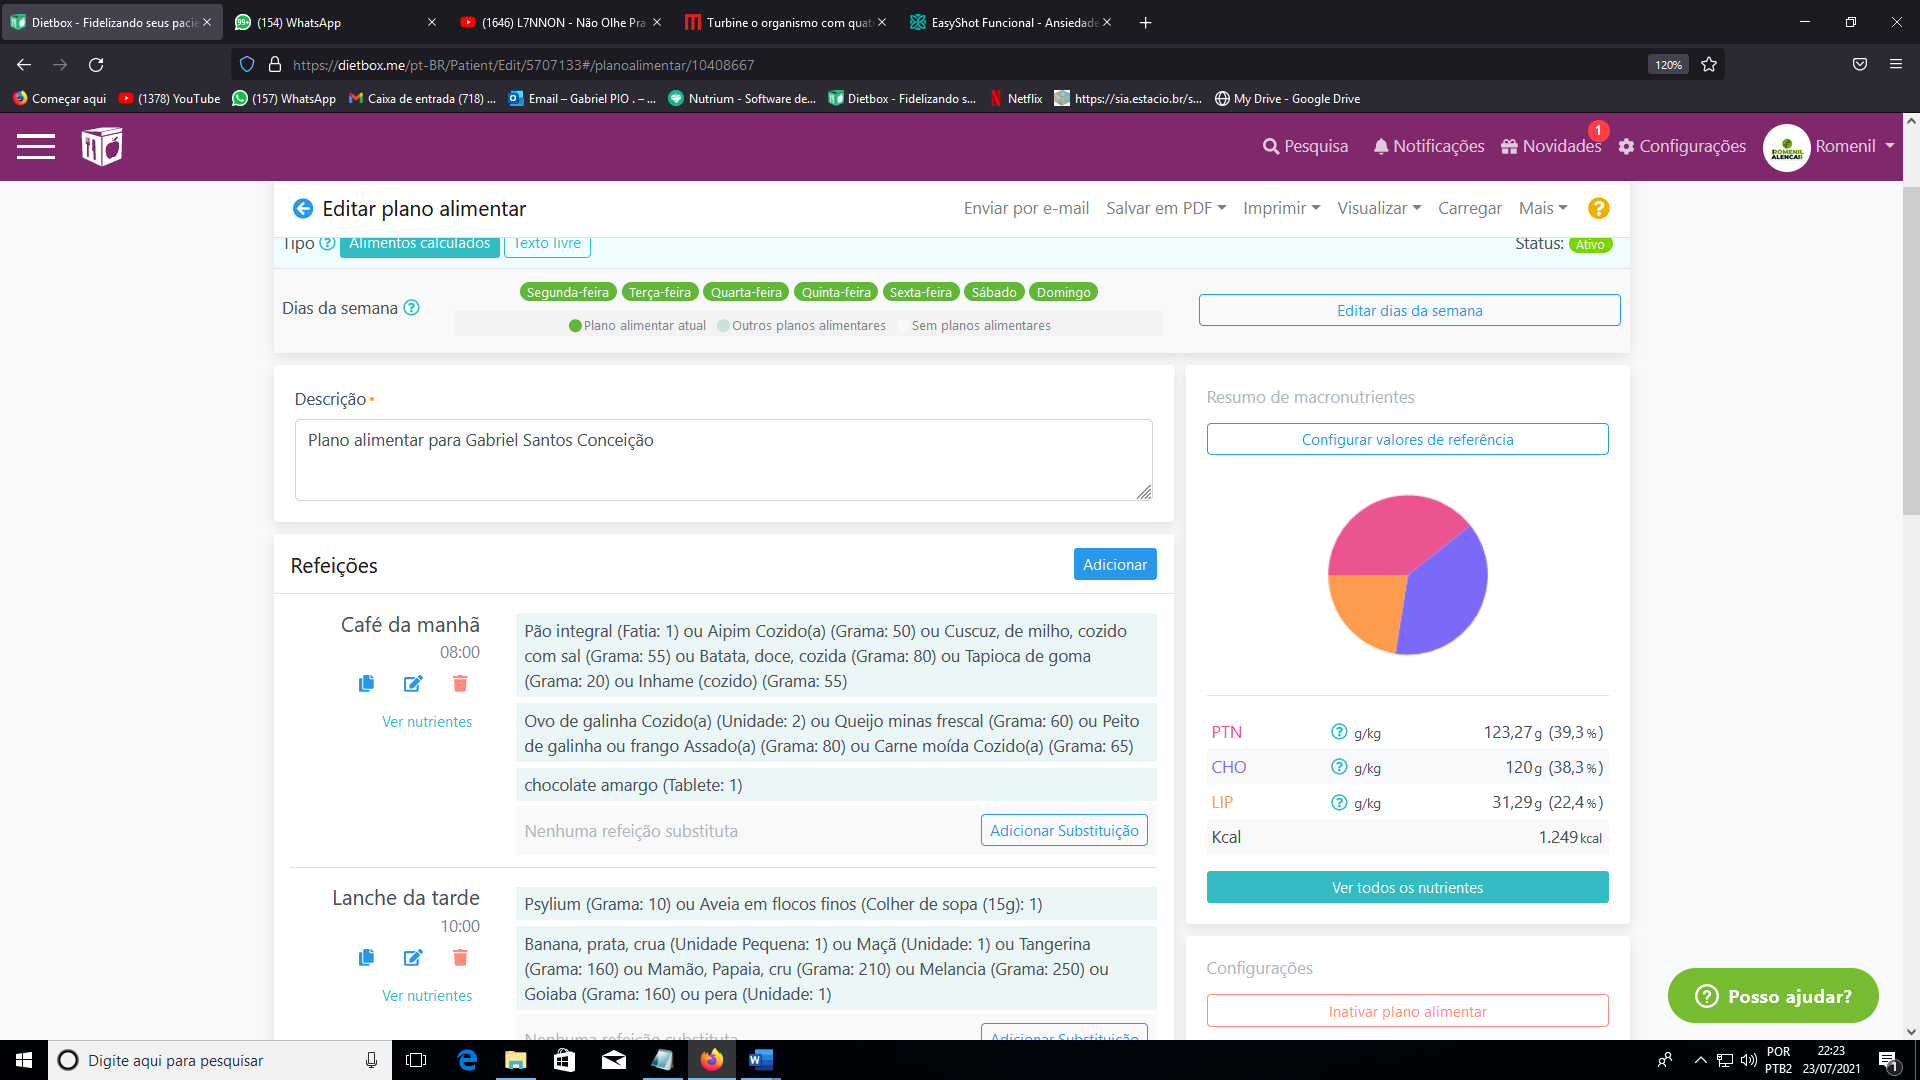 Dietbox - Fidelizando seus pacie
(154) WhatsApp
(1646) L7NNON - Não Olhe Pra
Turbine o organismo com quat
EasyShot Funcional - Ansiedade
https://dietbox.me/pt-BR/Patient/Edit/5707133#/planoalimentar/10408667
120%
Começar aqui
(1378) YouTube
(157) WhatsApp
Caixa de entrada (718) ...
Email – Gabriel PIO . – ...
Nutrium - Software de...
Dietbox - Fidelizando s...
Netflix
https://sia.estacio.br/s...
My Drive - Google Drive
Pesquisa
Notificações
Novidades
1
Configurações
ROMENIL ALENCAR
Romenil
Editar plano alimentar
Enviar por e-mail
Salvar em PDF
Imprimir
Visualizar
Carregar
Mais
Tipo
Alimentos calculados
Texto livre
Status: Ativo
Dias da semana
Segunda-feira Terça-feira Quarta-feira Quinta-feira Sexta-feira Sábado Domingo
Plano alimentar atual Outros planos alimentares Sem planos alimentares
Editar dias da semana
Descrição
Plano alimentar para Gabriel Santos Conceição
Refeições
Adicionar
Café da manhã
08:00
Ver nutrientes
Pão integral (Fatia: 1) ou Aipim Cozido(a) (Grama: 50) ou Cuscuz, de milho, cozido
com sal (Grama: 55) ou Batata, doce, cozida (Grama: 80) ou Tapioca de goma
(Grama: 20) ou Inhame (cozido) (Grama: 55)
Ovo de galinha Cozido(a) (Unidade: 2) ou Queijo minas frescal (Grama: 60) ou Peito
de galinha ou frango Assado(a) (Grama: 80) ou Carne moída Cozido(a) (Grama: 65)
chocolate amargo (Tablete: 1)
Nenhuma refeição substituta
Adicionar Substituição
Lanche da tarde
10:00
Ver nutrientes
Psylium (Grama: 10) ou Aveia em flocos finos (Colher de sopa (15g): 1)
Banana, prata, crua (Unidade Pequena: 1) ou Maçã (Unidade: 1) ou Tangerina
(Grama: 160) ou Mamão, Papaia, cru (Grama: 210) ou Melancia (Grama: 250) ou
Goiaba (Grama: 160) ou pera (Unidade: 1)
Nenhuma refeição substituta
Adicionar Substituição
Resumo de macronutrientes
Configurar valores de referência
PTN g/kg 123,27 g (39,3 %)
CHO g/kg 120 g (38,3 %)
LIP g/kg 31,29 g (22,4 %)
Kcal 1.249 kcal
Ver todos os nutrientes
Configurações
Inativar plano alimentar
Posso ajudar?
Digite aqui para pesquisar
POR
PTB2
22:23
23/07/2021
1